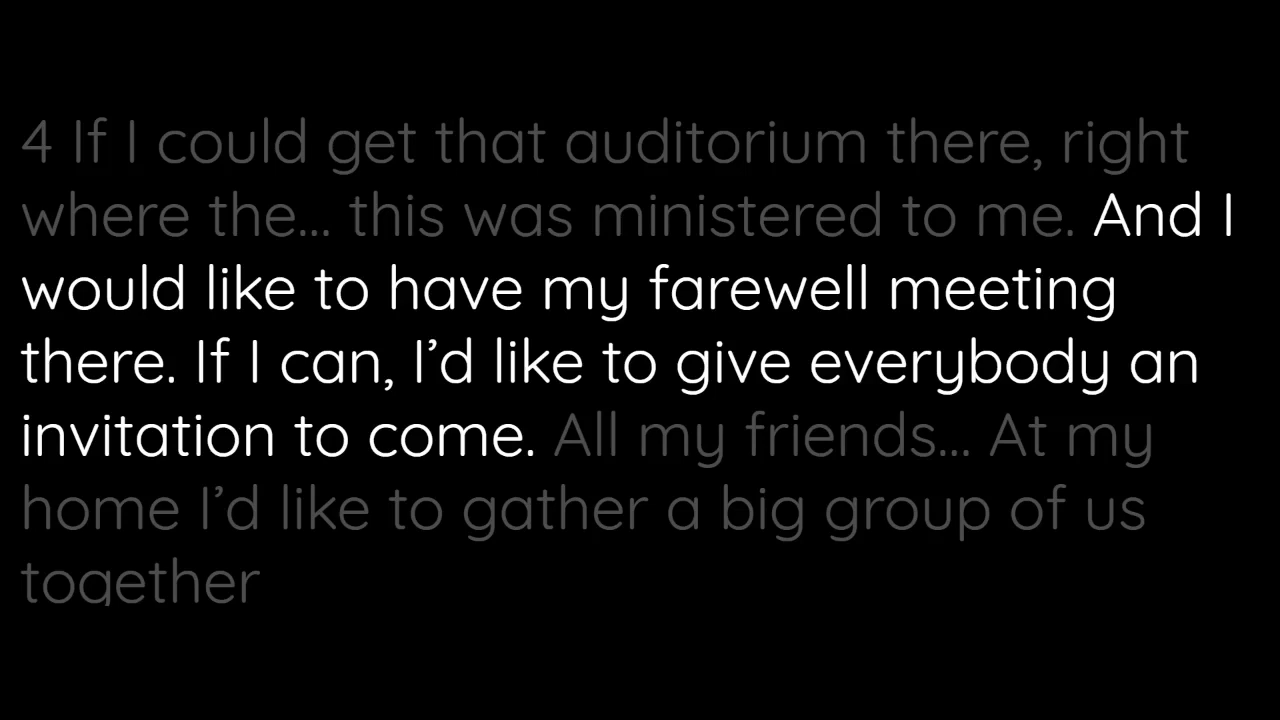 4 If I could get that auditorium there, right
where the... this was ministered to me. And I
would like to have my farewell meeting
there. If I can, I’d like to give everybody an
invitation to come. All my friends... At my
home I’d like to gather a big group of us
together